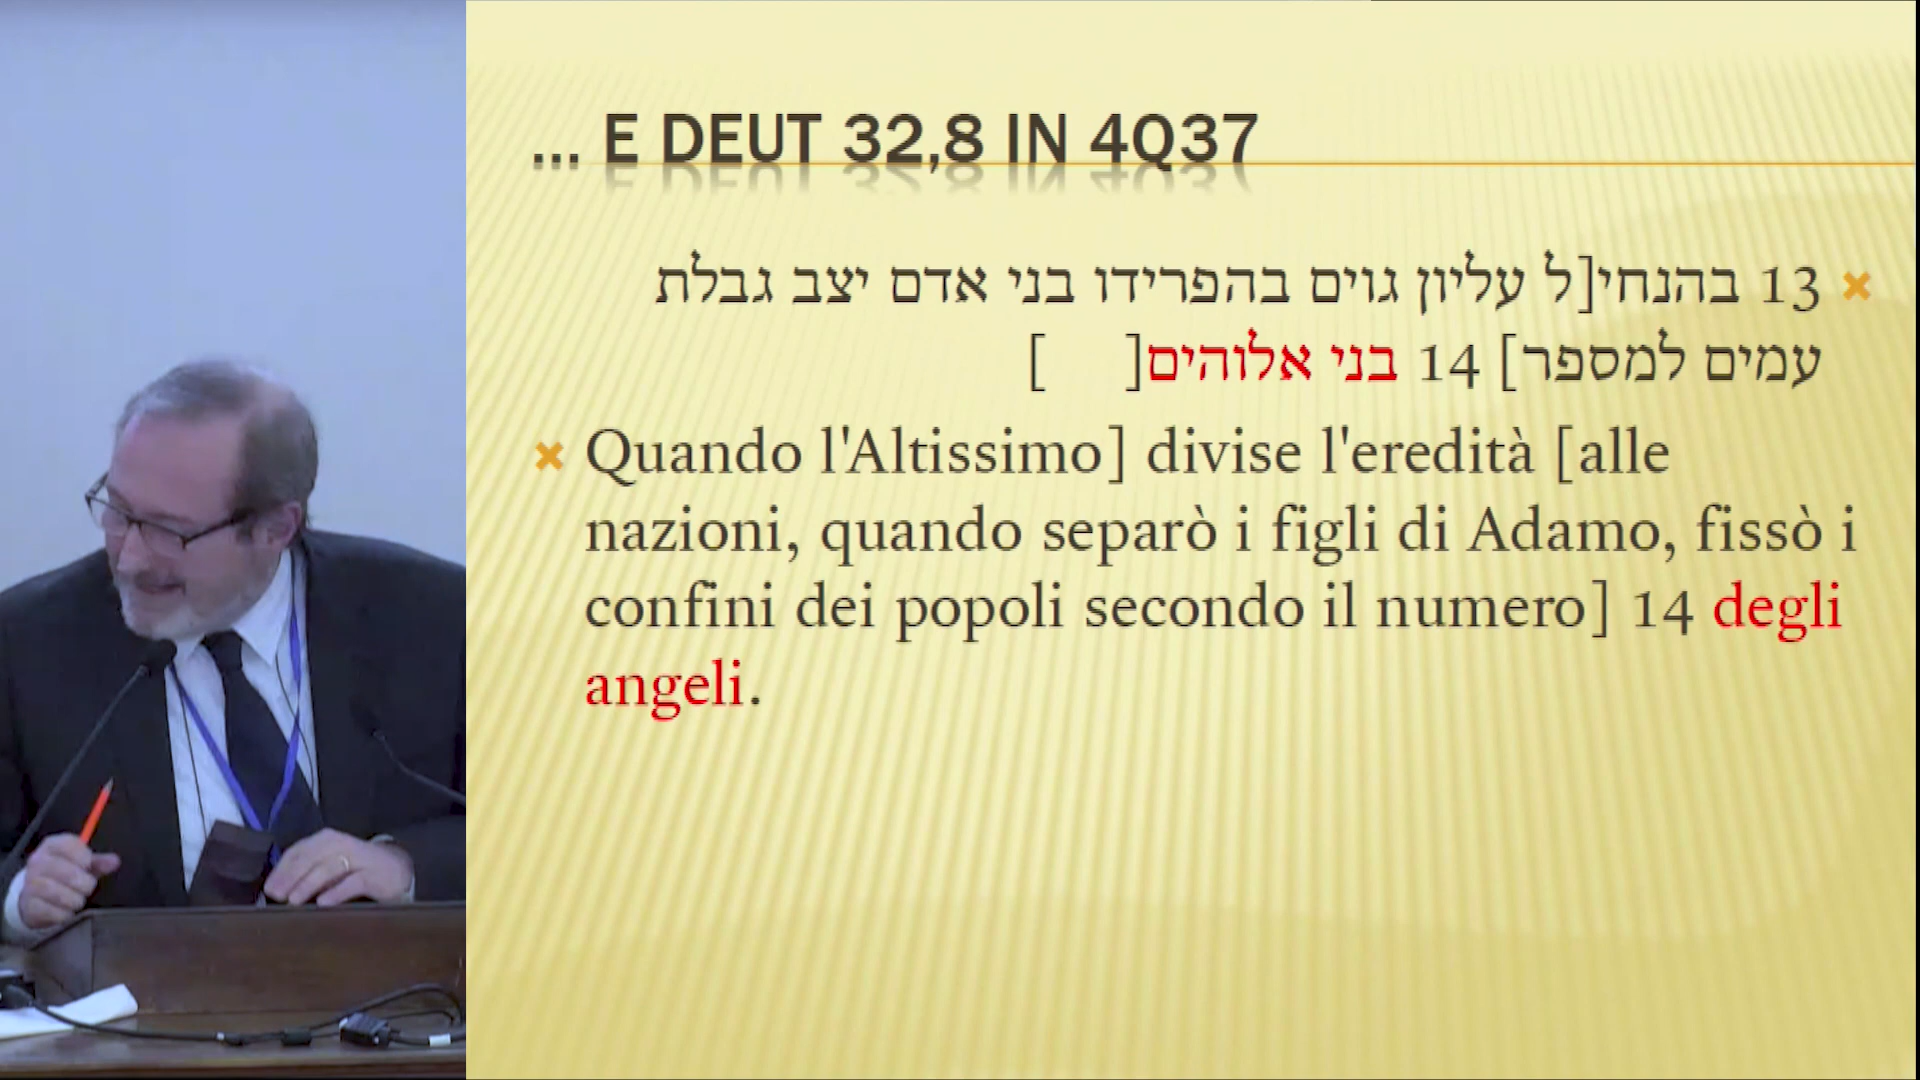 ... E DEUT 32,8 IN 4Q37
13 בהנחי[ל עליון גוים בהפרידו בני אדם יצב גבלת
עמים למספר] 14 בני אלוהים[ ]
Quando l'Altissimo] divise l'eredità [alle
nazioni, quando separò i figli di Adamo, fissò i
confini dei popoli secondo il numero] 14 degli
angeli.